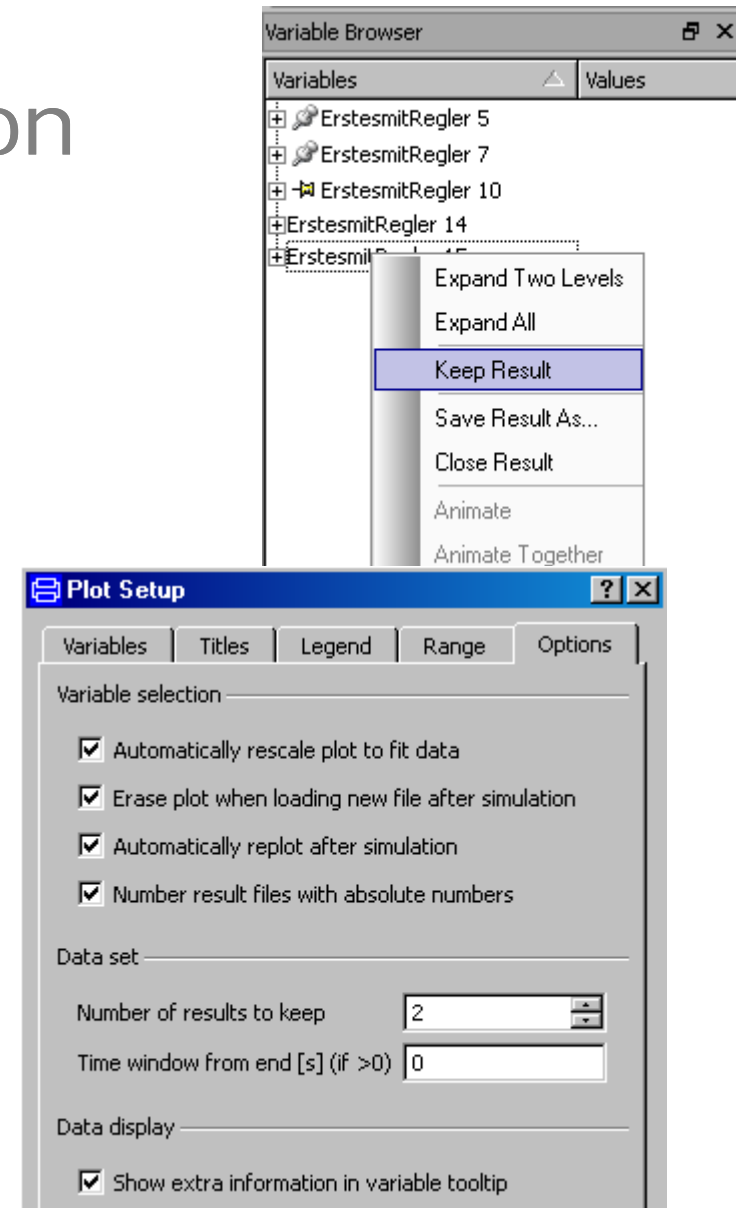 on
Variable Browser
Variables Values
ErstesmitRegler 5
ErstesmitRegler 7
ErstesmitRegler 10
ErstesmitRegler 14
Expand Two Levels
Expand All
Keep Result
Save Result As...
Close Result
Animate
Animate Together
Plot Setup
Variables Titles Legend Range Options
Variable selection
Automatically rescale plot to fit data
Erase plot when loading new file after simulation
Automatically replot after simulation
Number result files with absolute numbers
Data set
Number of results to keep 2
Time window from end [s] (if >0) 0
Data display
Show extra information in variable tooltip